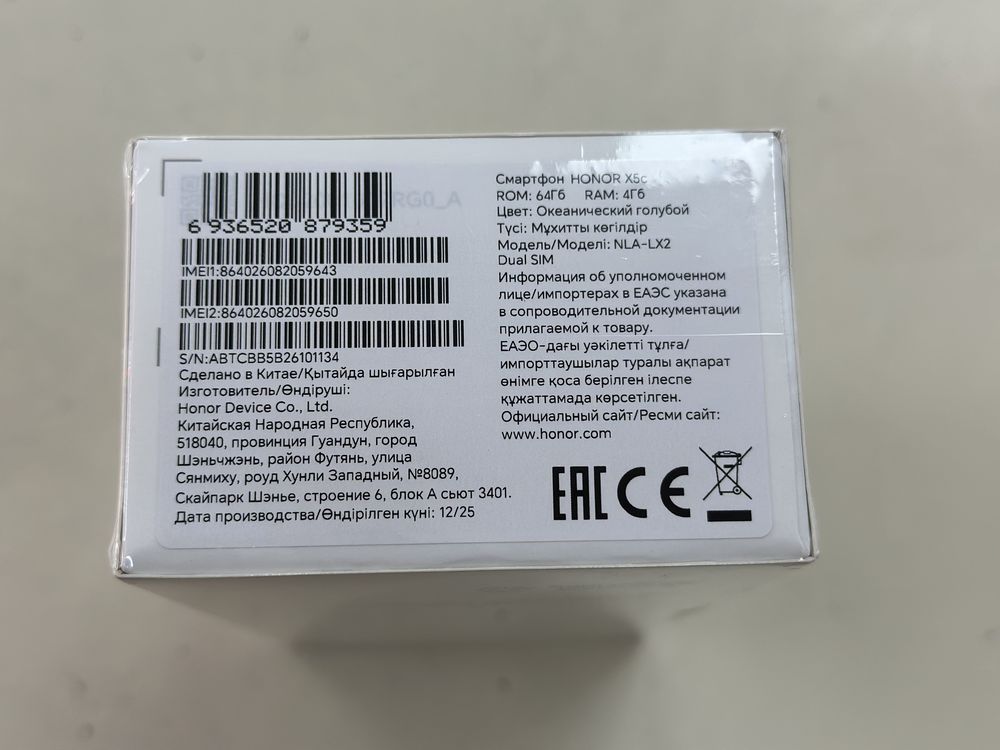 RG0_A
6 936520 879359
IMEI1:864026082059643
IMEI2:864026082059650
S/N:ABTCBB5B26101134
Сделано в Китае/Қытайда шығарылған
Изготовитель/Өндіруші:
Honor Device Co., Ltd.
Китайская Народная Республика,
518040, провинция Гуандун, город
Шэньчжэнь, район Футянь, улица
Сянмиху, роуд Хунли Западный, №8089,
Скайпарк Шэнье, строение 6, блок А сьют 3401.
Дата производства/Өндірілген күні: 12/25
Смартфон HONOR X5c
ROM: 64Гб RAM: 4Гб
Цвет: Океанический голубой
Түсі: Мұхитты көгілдір
Модель/Моделі: NLA-LX2
Dual SIM
Информация об уполномоченном
лице/импортерах в ЕАЭС указана
в сопроводительной документации
прилагаемой к товару.
ЕАЭО-дағы уәкілетті тұлға/
импорттаушылар туралы ақпарат
өнімге қоса берілген ілеспе
құжаттамада көрсетілген.
Официальный сайт/Ресми сайт:
www.honor.com
EAC CE